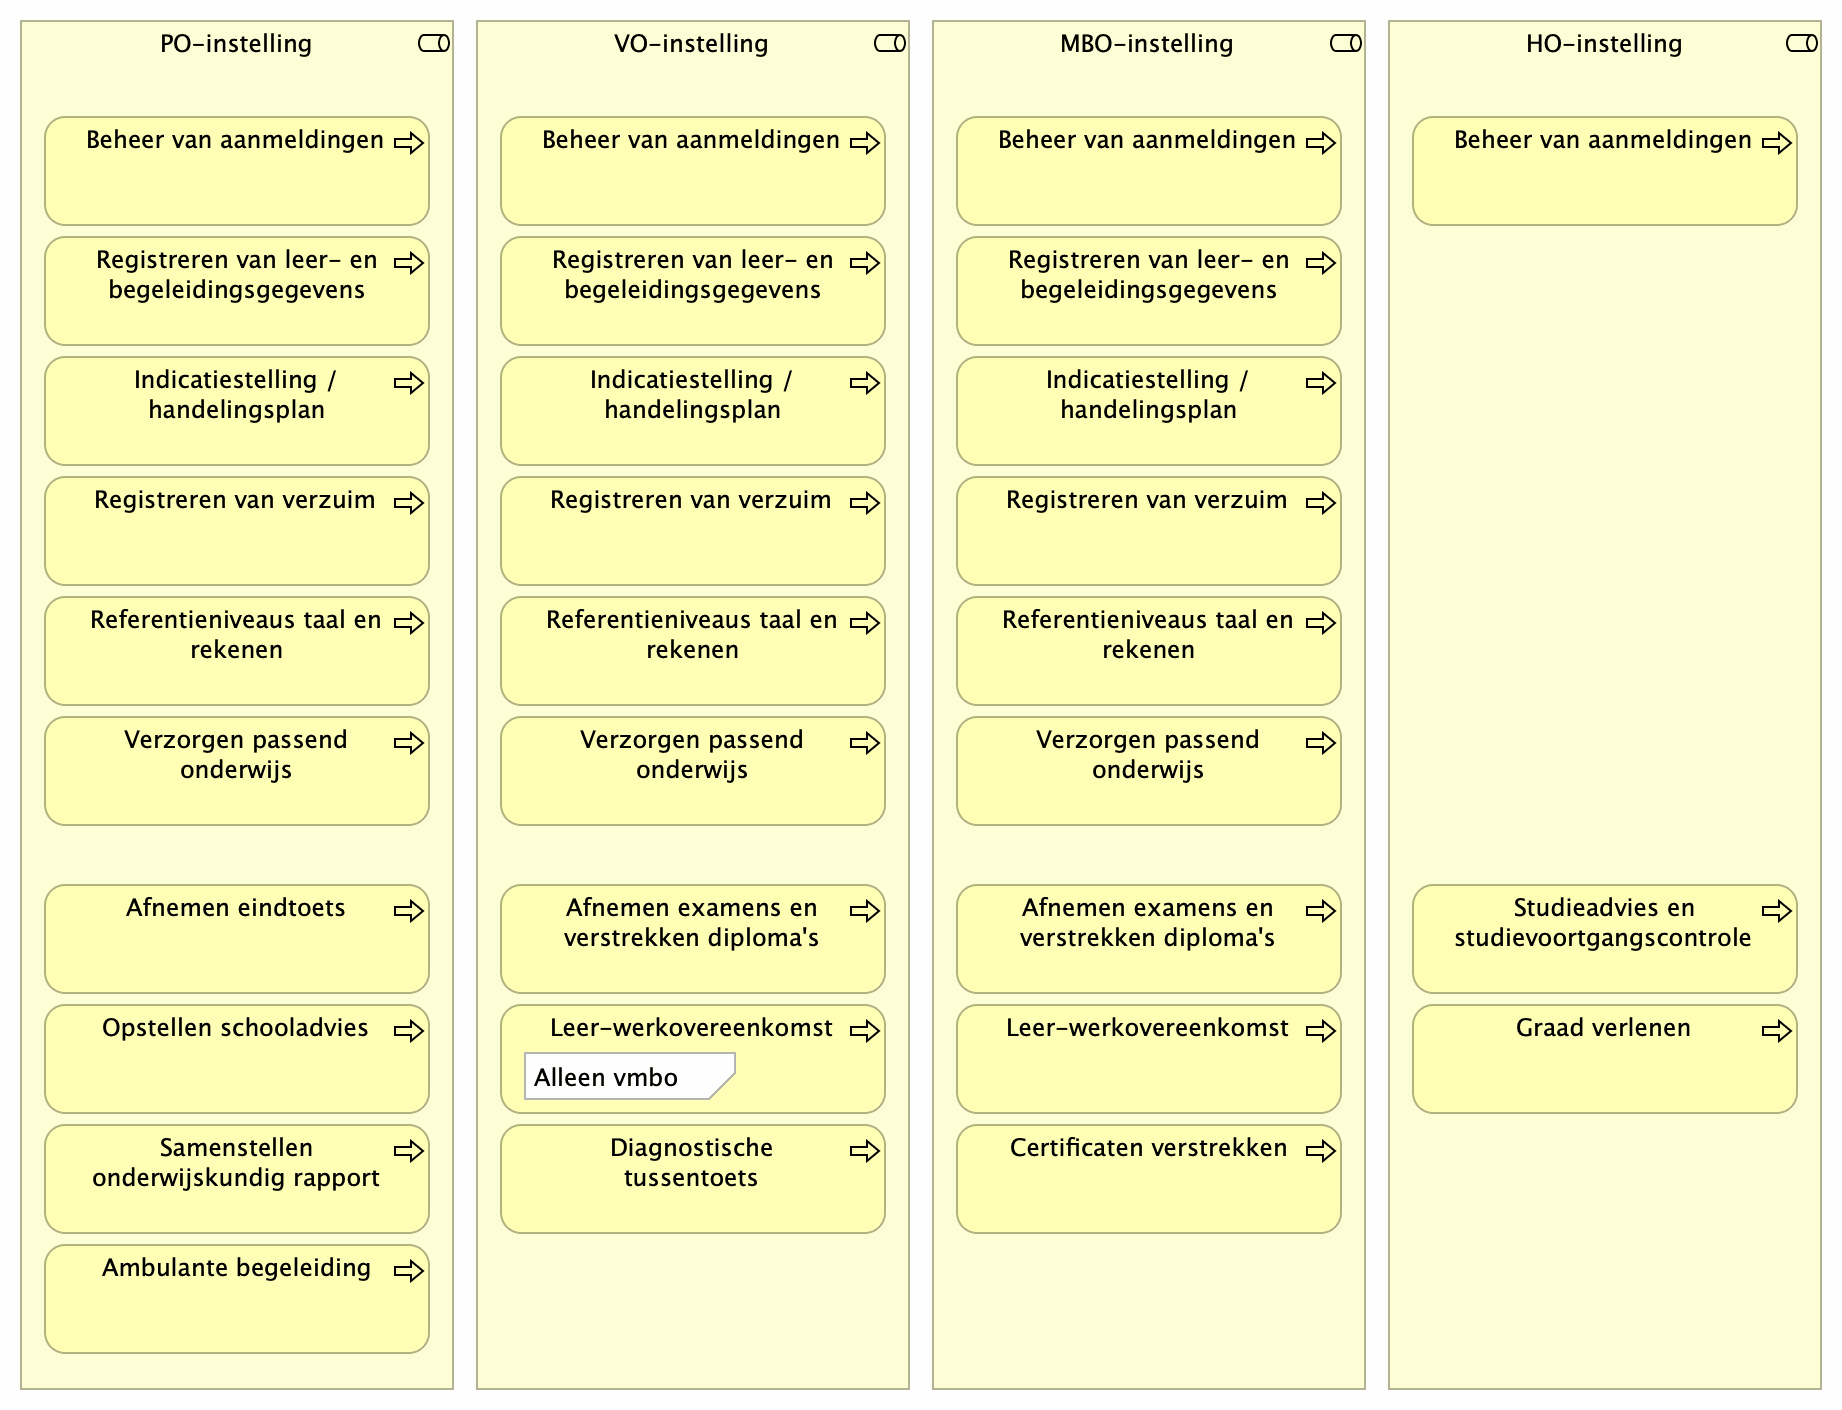 PO-instelling
Beheer van aanmeldingen
Registreren van leer- en
begeleidingsgegevens
Indicatiestelling /
handelingsplan
Registreren van verzuim
Referentieniveaus taal en
rekenen
Verzorgen passend
onderwijs
Afnemen eindtoets
Opstellen schooladvies
Samenstellen
onderwijskundig rapport
Ambulante begeleiding
VO-instelling
Beheer van aanmeldingen
Registreren van leer- en
begeleidingsgegevens
Indicatiestelling /
handelingsplan
Registreren van verzuim
Referentieniveaus taal en
rekenen
Verzorgen passend
onderwijs
Afnemen examens en
verstrekken diploma's
Leer-werkovereenkomst
Alleen vmbo
Diagnostische
tussentoets
MBO-instelling
Beheer van aanmeldingen
Registreren van leer- en
begeleidingsgegevens
Indicatiestelling /
handelingsplan
Registreren van verzuim
Referentieniveaus taal en
rekenen
Verzorgen passend
onderwijs
Afnemen examens en
verstrekken diploma's
Leer-werkovereenkomst
Certificaten verstrekken
HO-instelling
Beheer van aanmeldingen
Studieadvies en
studievoortgangscontrole
Graad verlenen